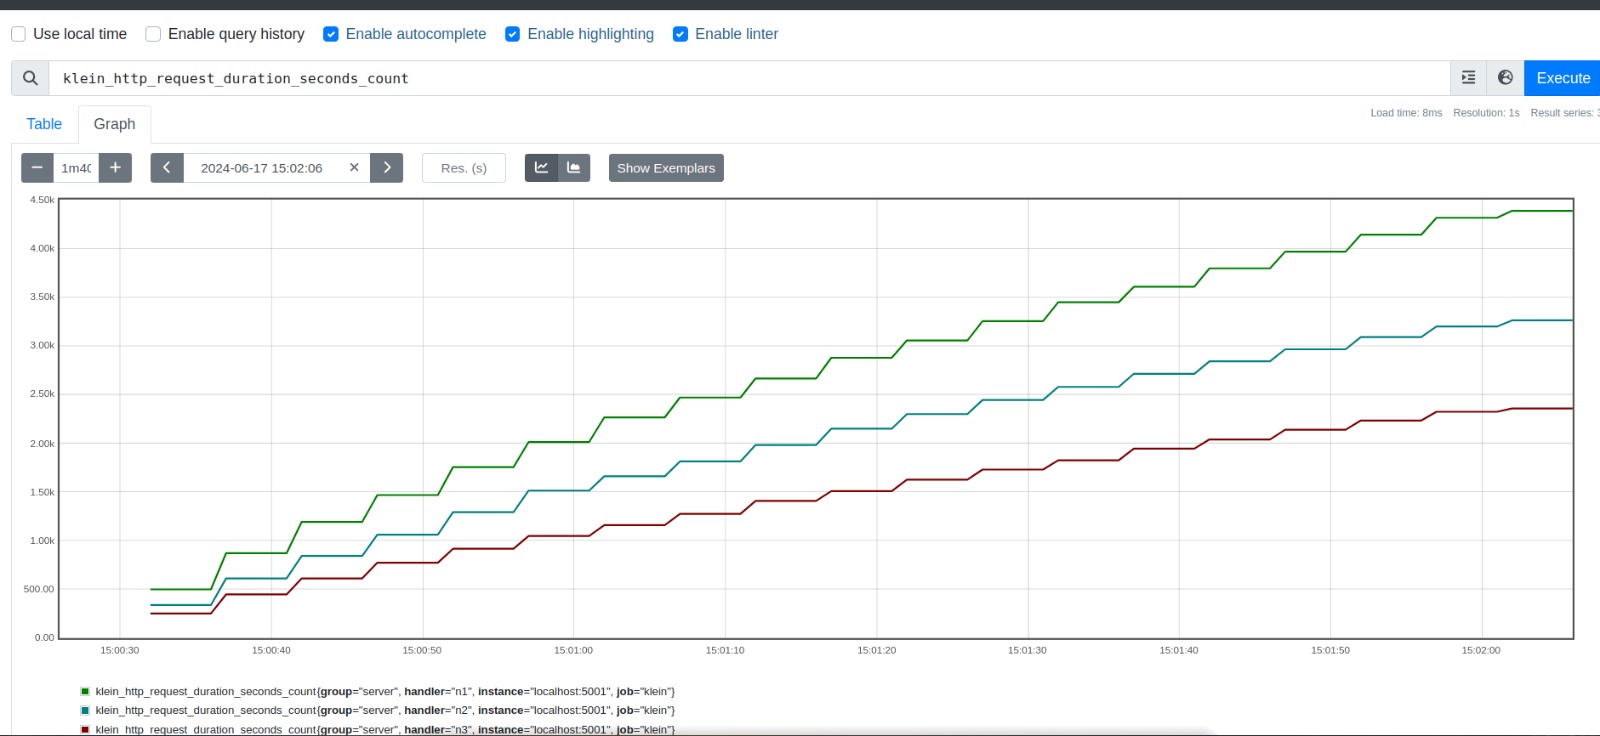 Use local time Enable query history Enable autocomplete Enable highlighting Enable linter
klein_http_request_duration_seconds_count Execute
Table Graph Load time: 8ms Resolution: 1s Result series: 3
− 1m40 + 2024-06-17 15:02:06 × Res. (s) Show Exemplars
4.50k
4.00k
3.50k
3.00k
2.50k
2.00k
1.50k
1.00k
500.00
0.00
15:00:30 15:00:40 15:00:50 15:01:00 15:01:10 15:01:20 15:01:30 15:01:40 15:01:50 15:02:00
klein_http_request_duration_seconds_count{group="server", handler="n1", instance="localhost:5001", job="klein"}
klein_http_request_duration_seconds_count{group="server", handler="n2", instance="localhost:5001", job="klein"}
klein_http_request_duration_seconds_count{group="server", handler="n3", instance="localhost:5001", job="klein"}